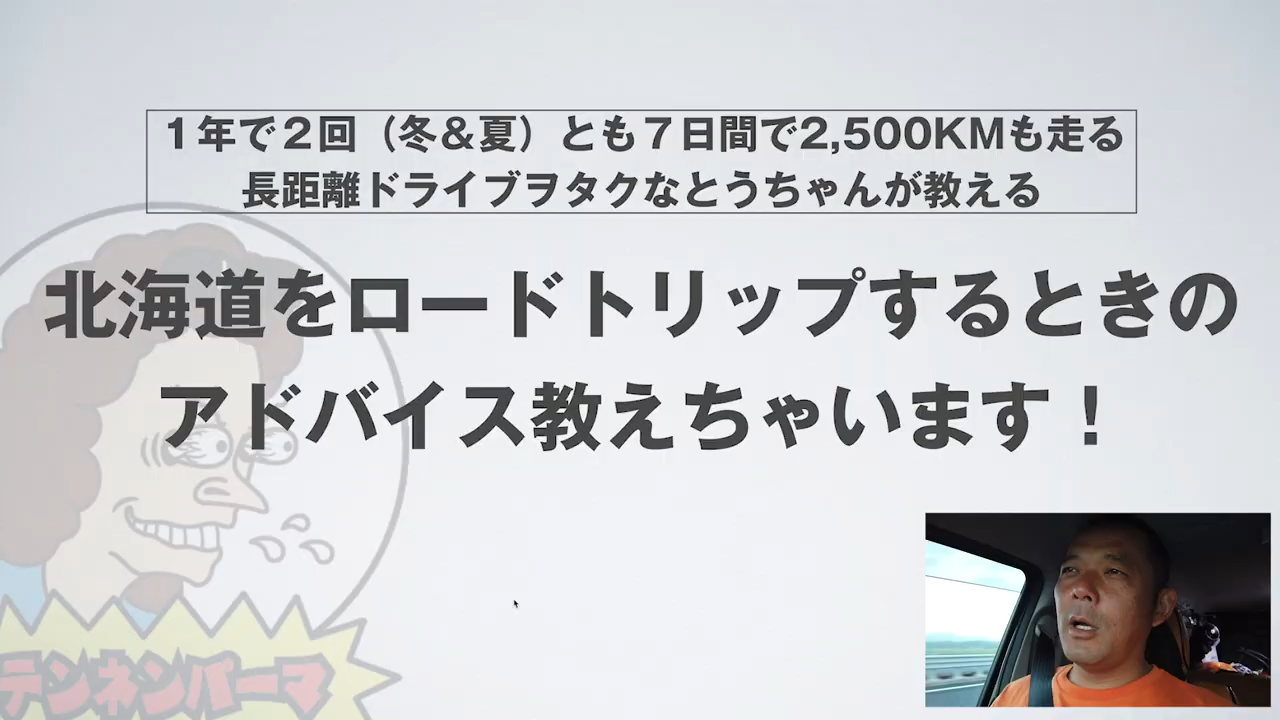 １年で２回（冬＆夏）とも７日間で2,500KMも走る
長距離ドライブヲタクなとうちゃんが教える
北海道をロードトリップするときの
アドバイス教えちゃいます！
テンネンパーマ